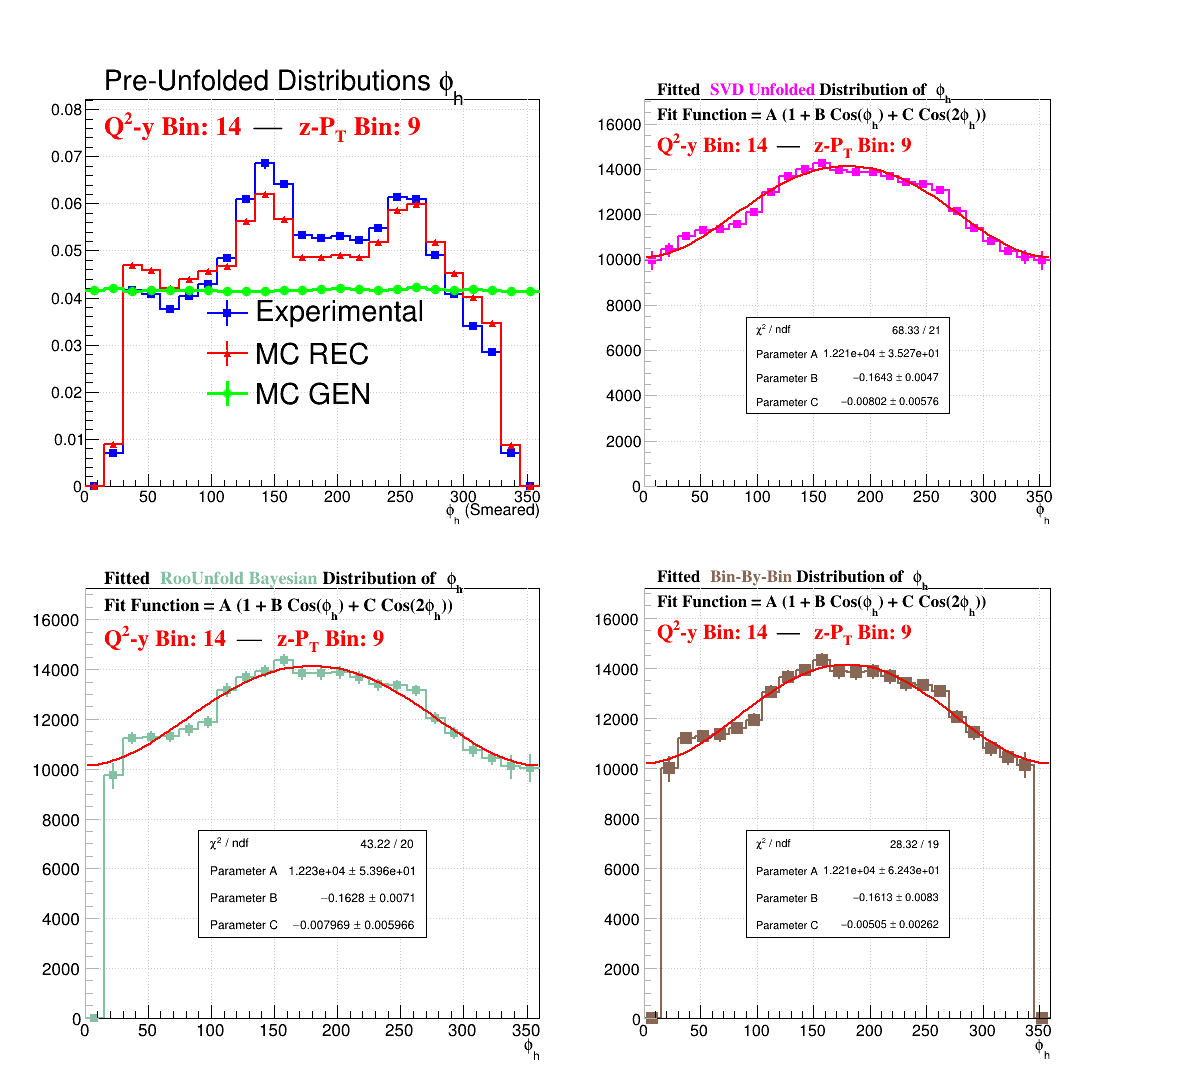 Pre-Unfolded Distributions ϕh
Q²-y Bin: 14 — z-PT Bin: 9
0.08
0.07
0.06
0.05
0.04
0.03
0.02
0.01
0
Experimental
MC REC
MC GEN
0 50 100 150 200 250 300 350
ϕh (Smeared)
Fitted SVD Unfolded Distribution of ϕh
Fit Function = A (1 + B Cos(ϕh) + C Cos(2ϕh))
Q²-y Bin: 14 — z-PT Bin: 9
16000
14000
12000
10000
8000
6000
4000
2000
0
χ² / ndf 68.33 / 21
Parameter A 1.221e+04 ± 3.527e+01
Parameter B −0.1643 ± 0.0047
Parameter C −0.00802 ± 0.00576
0 50 100 150 200 250 300 350
ϕh
Fitted RooUnfold Bayesian Distribution of ϕh
Fit Function = A (1 + B Cos(ϕh) + C Cos(2ϕh))
Q²-y Bin: 14 — z-PT Bin: 9
16000
14000
12000
10000
8000
6000
4000
2000
0
χ² / ndf 43.22 / 20
Parameter A 1.223e+04 ± 5.396e+01
Parameter B −0.1628 ± 0.0071
Parameter C −0.007969 ± 0.005966
0 50 100 150 200 250 300 350
ϕh
Fitted Bin-By-Bin Distribution of ϕh
Fit Function = A (1 + B Cos(ϕh) + C Cos(2ϕh))
Q²-y Bin: 14 — z-PT Bin: 9
16000
14000
12000
10000
8000
6000
4000
2000
0
χ² / ndf 28.32 / 19
Parameter A 1.221e+04 ± 6.243e+01
Parameter B −0.1613 ± 0.0083
Parameter C −0.00505 ± 0.00262
0 50 100 150 200 250 300 350
ϕh